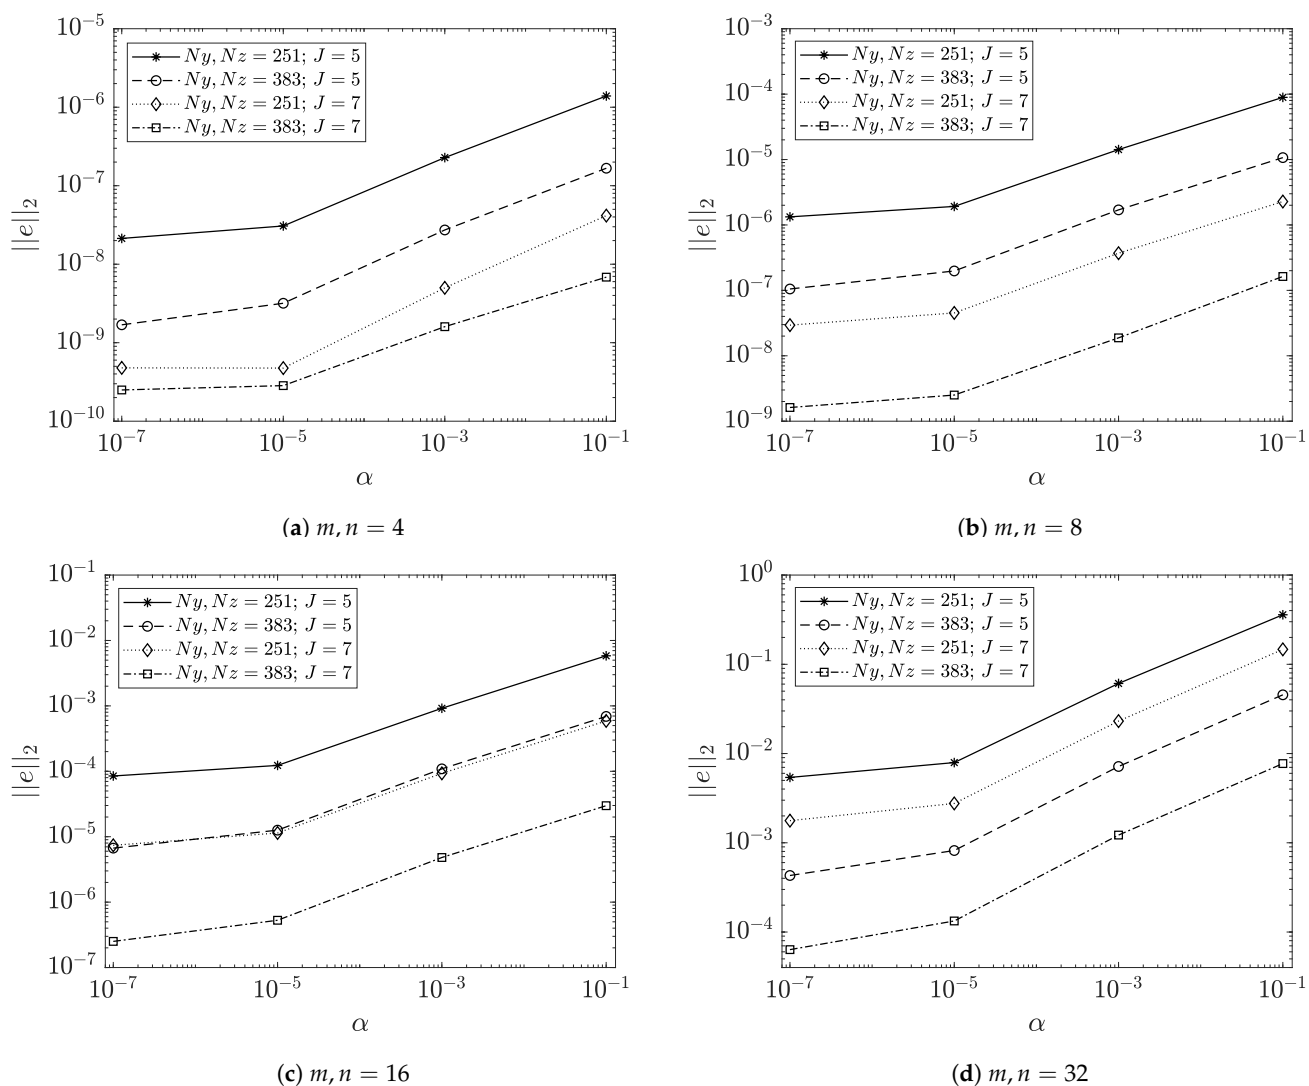 10^-5
10^-6
10^-7
10^-8
10^-9
10^-10
||e||_2
Ny, Nz = 251; J = 5
Ny, Nz = 383; J = 5
Ny, Nz = 251; J = 7
Ny, Nz = 383; J = 7
10^-7 10^-5 10^-3 10^-1
α
(a) m, n = 4
10^-3
10^-4
10^-5
10^-6
10^-7
10^-8
10^-9
||e||_2
Ny, Nz = 251; J = 5
Ny, Nz = 383; J = 5
Ny, Nz = 251; J = 7
Ny, Nz = 383; J = 7
10^-7 10^-5 10^-3 10^-1
α
(b) m, n = 8
10^-1
10^-2
10^-3
10^-4
10^-5
10^-6
10^-7
||e||_2
Ny, Nz = 251; J = 5
Ny, Nz = 383; J = 5
Ny, Nz = 251; J = 7
Ny, Nz = 383; J = 7
10^-7 10^-5 10^-3 10^-1
α
(c) m, n = 16
10^0
10^-1
10^-2
10^-3
10^-4
||e||_2
Ny, Nz = 251; J = 5
Ny, Nz = 383; J = 5
Ny, Nz = 251; J = 7
Ny, Nz = 383; J = 7
10^-7 10^-5 10^-3 10^-1
α
(d) m, n = 32